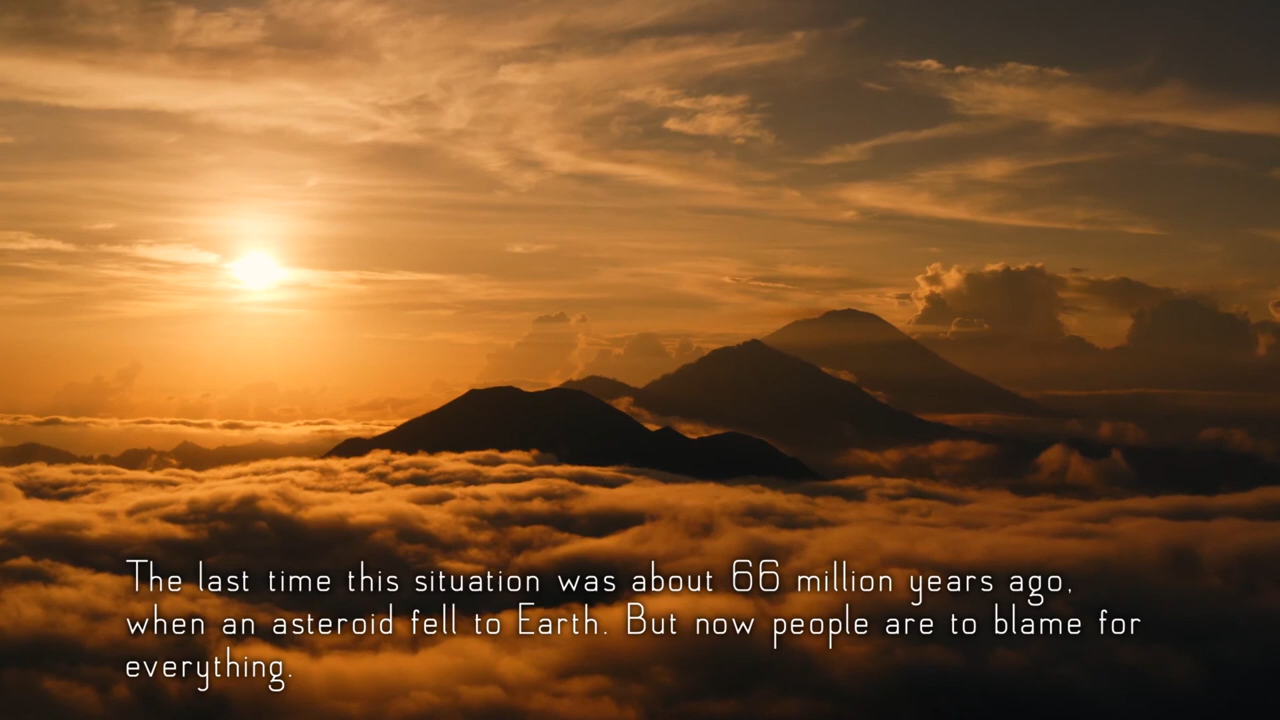 The last time this situation was about 66 million years ago,
when an asteroid fell to Earth. But now people are to blame for
everything.